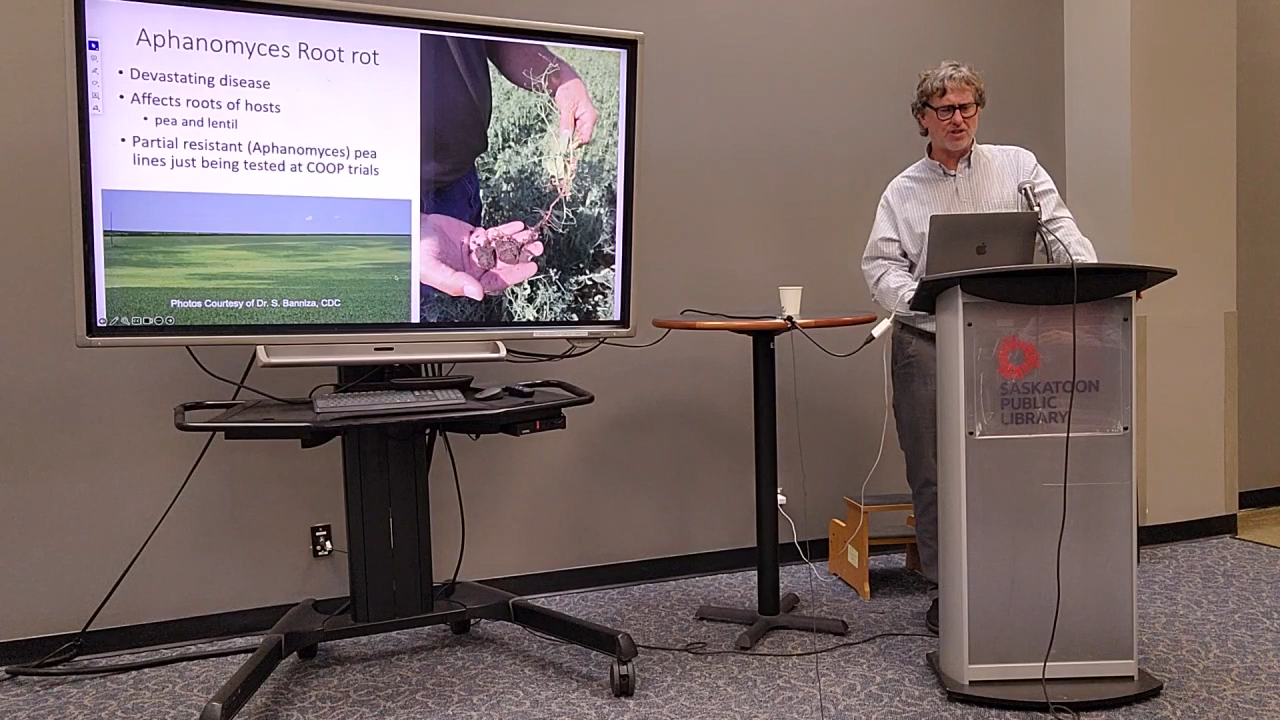 Aphanomyces Root rot
• Devastating disease
• Affects roots of hosts
• pea and lentil
• Partial resistant (Aphanomyces) pea
lines just being tested at COOP trials
Photos Courtesy of Dr. S. Banniza, CDC
SASKATOON
PUBLIC
LIBRARY